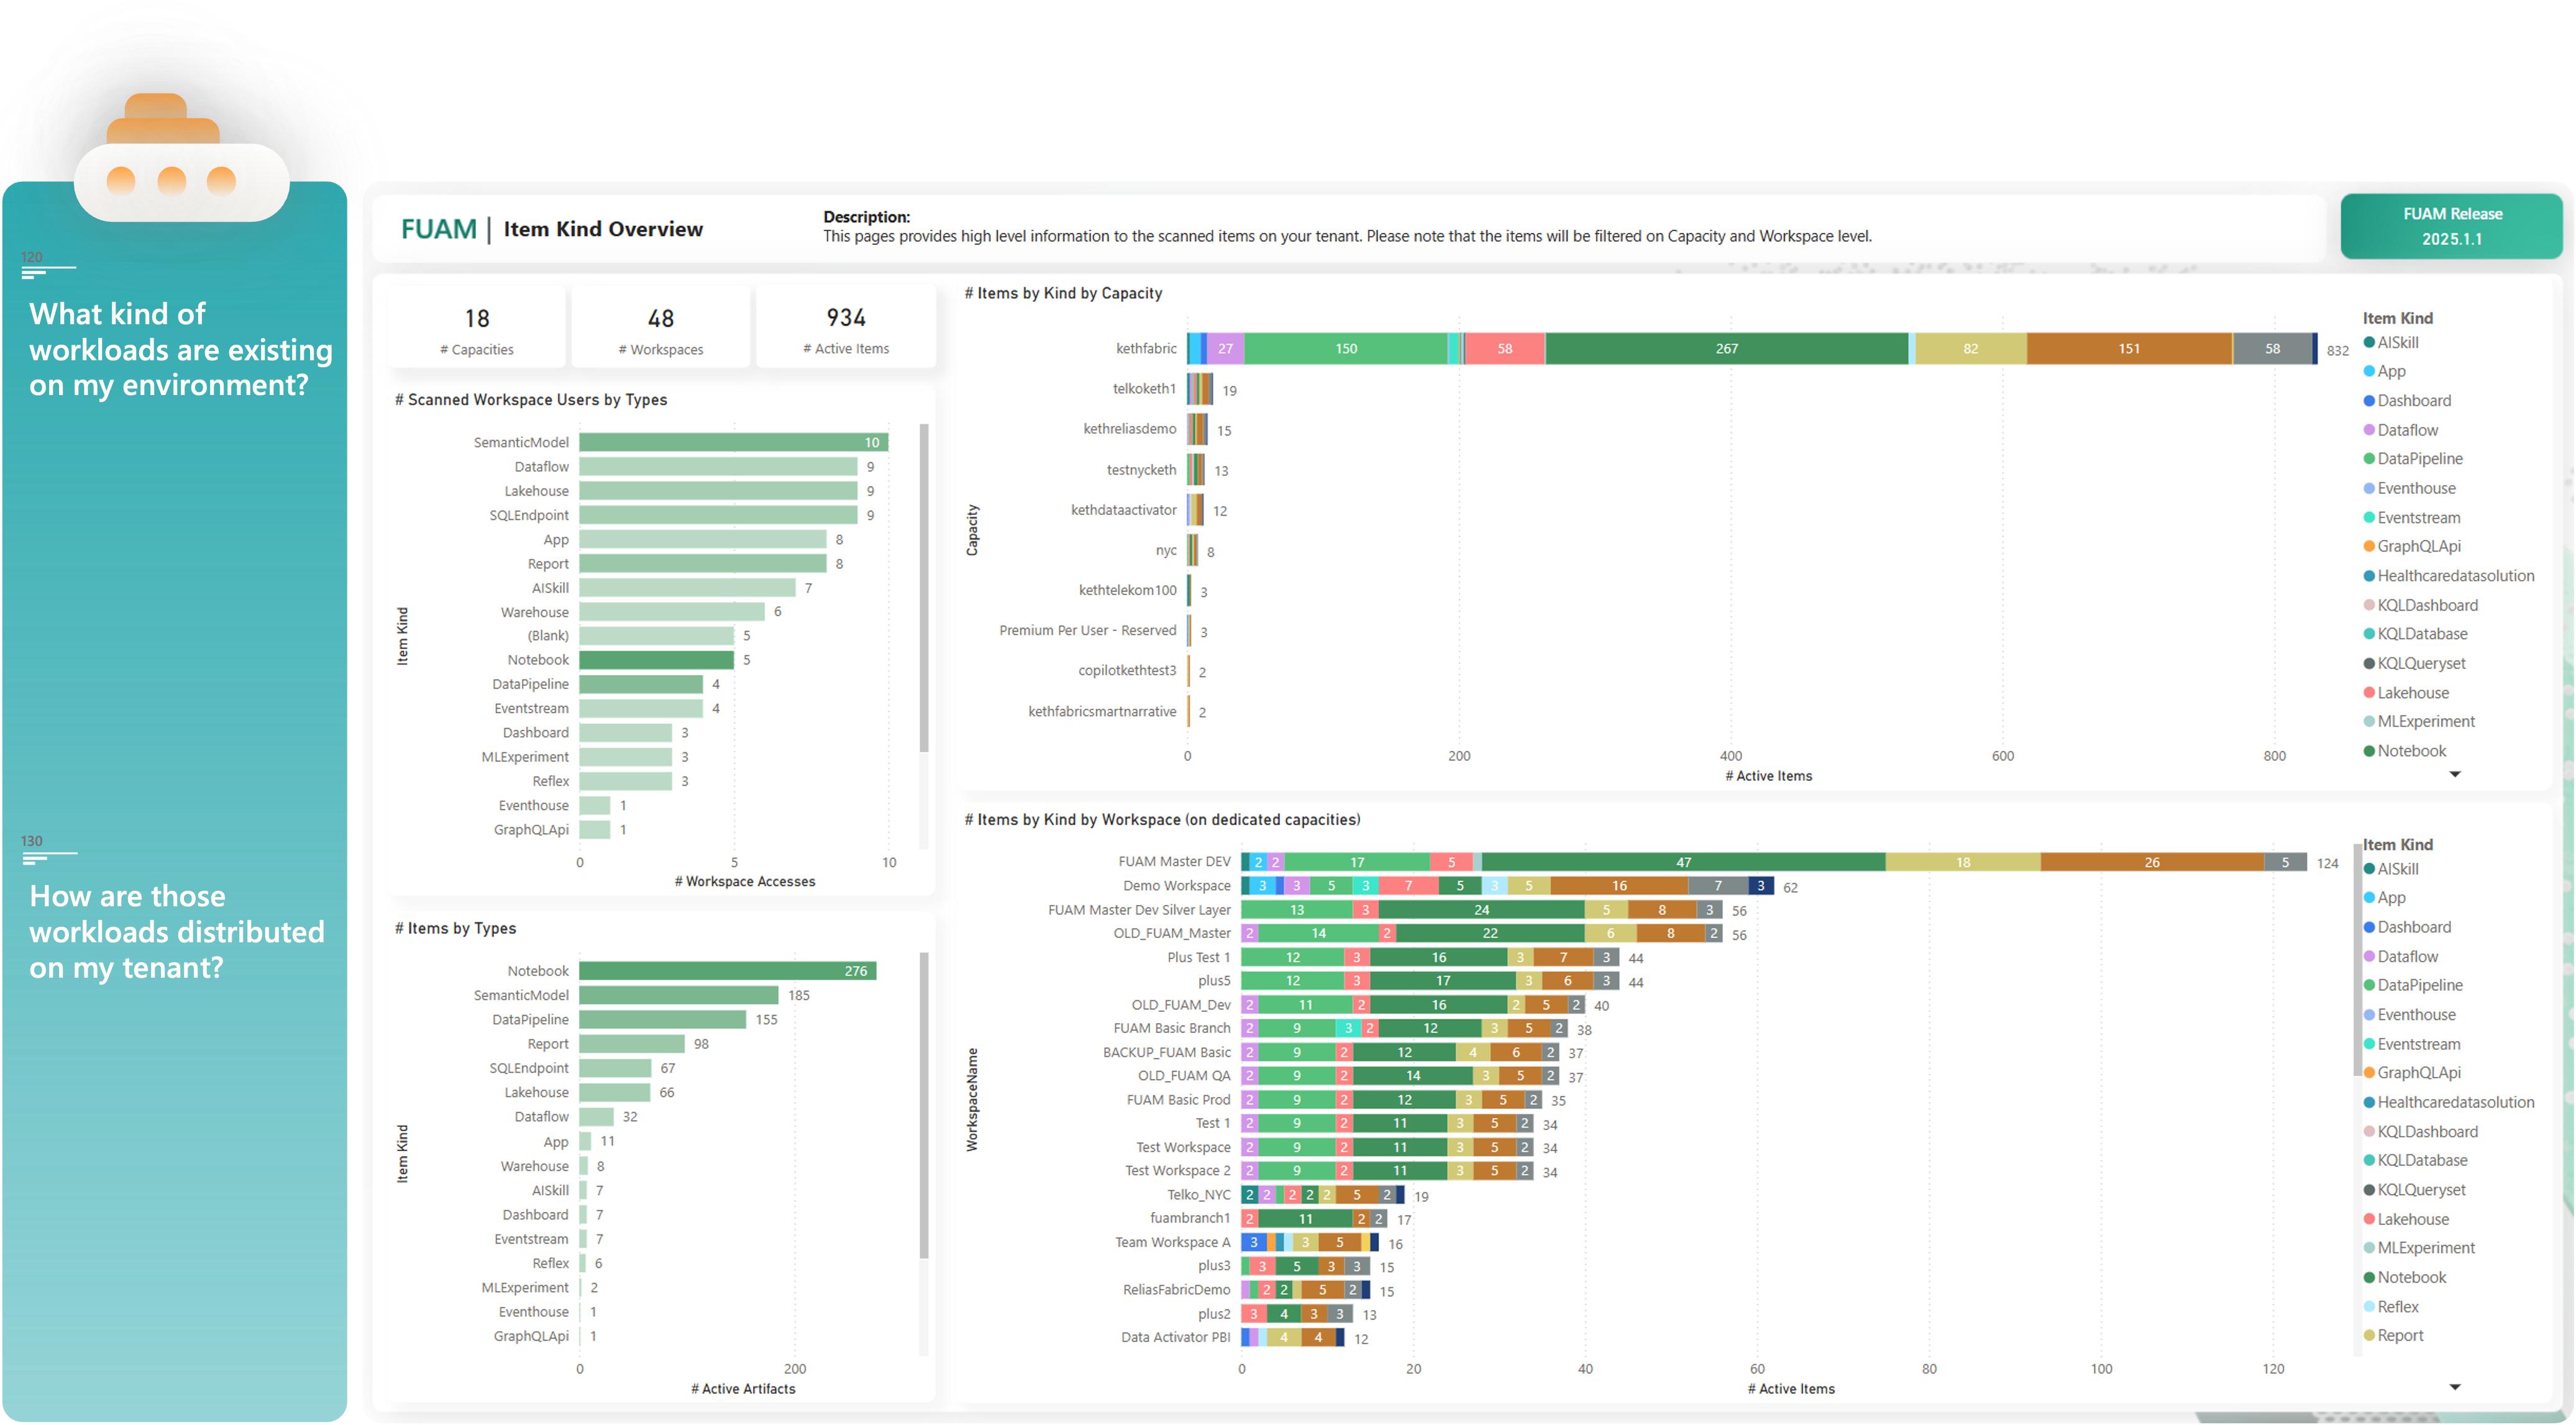 120
What kind of
workloads are existing
on my environment?
130
How are those
workloads distributed
on my tenant?
FUAM | Item Kind Overview
Description:
This pages provides high level information to the scanned items on your tenant. Please note that the items will be filtered on Capacity and Workspace level.
FUAM Release
2025.1.1
18
# Capacities
48
# Workspaces
934
# Active Items
# Scanned Workspace Users by Types
Item Kind
SemanticModel 10
Dataflow 9
Lakehouse 9
SQLEndpoint 9
App 8
Report 8
AISkill 7
Warehouse 6
(Blank) 5
Notebook 5
DataPipeline 4
Eventstream 4
Dashboard 3
MLExperiment 3
Reflex 3
Eventhouse 1
GraphQLApi 1
0 5 10
# Workspace Accesses
# Items by Types
Item Kind
Notebook 276
SemanticModel 185
DataPipeline 155
Report 98
SQLEndpoint 67
Lakehouse 66
Dataflow 32
App 11
Warehouse 8
AISkill 7
Dashboard 7
Eventstream 7
Reflex 6
MLExperiment 2
Eventhouse 1
GraphQLApi 1
0 200
# Active Artifacts
# Items by Kind by Capacity
Capacity
kethfabric 27 150 58 267 82 151 58 832
telkoketh1 19
kethreliasdemo 15
testnycketh 13
kethdataactivator 12
nyc 8
kethtelekom100 3
Premium Per User - Reserved 3
copilotkethtest3 2
kethfabricsmartnarrative 2
0 200 400 600 800
# Active Items
Item Kind
AISkill
App
Dashboard
Dataflow
DataPipeline
Eventhouse
Eventstream
GraphQLApi
Healthcaredatasolution
KQLDashboard
KQLDatabase
KQLQueryset
Lakehouse
MLExperiment
Notebook
# Items by Kind by Workspace (on dedicated capacities)
WorkspaceName
FUAM Master DEV 2 2 17 5 47 18 26 5 124
Demo Workspace 3 3 5 3 7 5 3 5 16 7 3 62
FUAM Master Dev Silver Layer 13 3 24 5 8 3 56
OLD_FUAM_Master 2 14 2 22 6 8 2 56
Plus Test 1 12 3 16 3 7 3 44
plus5 12 3 17 3 6 3 44
OLD_FUAM_Dev 2 11 2 16 2 5 2 40
FUAM Basic Branch 2 9 3 2 12 3 5 2 38
BACKUP_FUAM Basic 2 9 2 12 4 6 2 37
OLD_FUAM QA 2 9 2 14 3 5 2 37
FUAM Basic Prod 2 9 2 12 3 5 2 35
Test 1 2 9 2 11 3 5 2 34
Test Workspace 2 9 2 11 3 5 2 34
Test Workspace 2 2 9 2 11 3 5 2 34
Telko_NYC 2 2 2 2 2 5 2 19
fuambranch1 2 11 2 2 17
Team Workspace A 3 3 5 16
plus3 3 5 3 3 15
ReliasFabricDemo 2 2 5 2 15
plus2 3 4 3 3 13
Data Activator PBI 4 4 12
0 20 40 60 80 100 120
# Active Items
Item Kind
AISkill
App
Dashboard
Dataflow
DataPipeline
Eventhouse
Eventstream
GraphQLApi
Healthcaredatasolution
KQLDashboard
KQLDatabase
KQLQueryset
Lakehouse
MLExperiment
Notebook
Reflex
Report